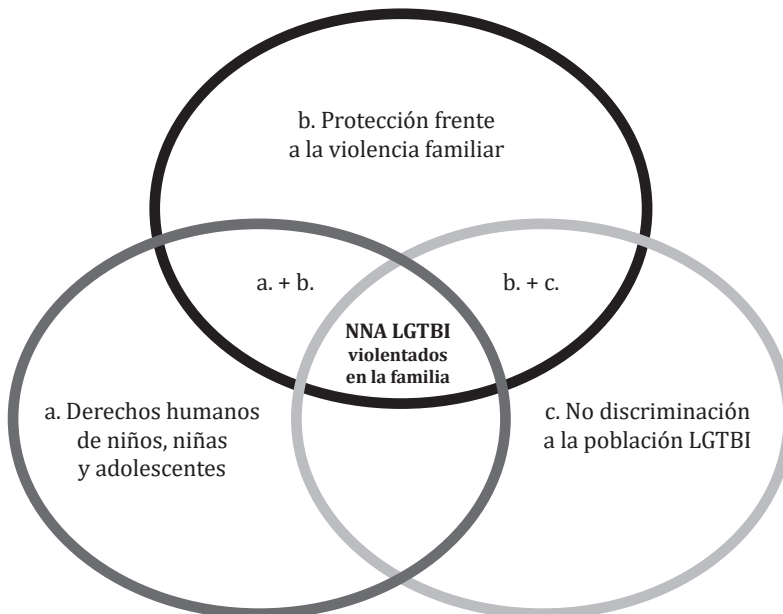 b. Protección frente
a la violencia familiar
a. + b.
b. + c.
NNA LGTBI
violentados
en la familia
a. Derechos humanos
de niños, niñas
y adolescentes
c. No discriminación
a la población LGTBI